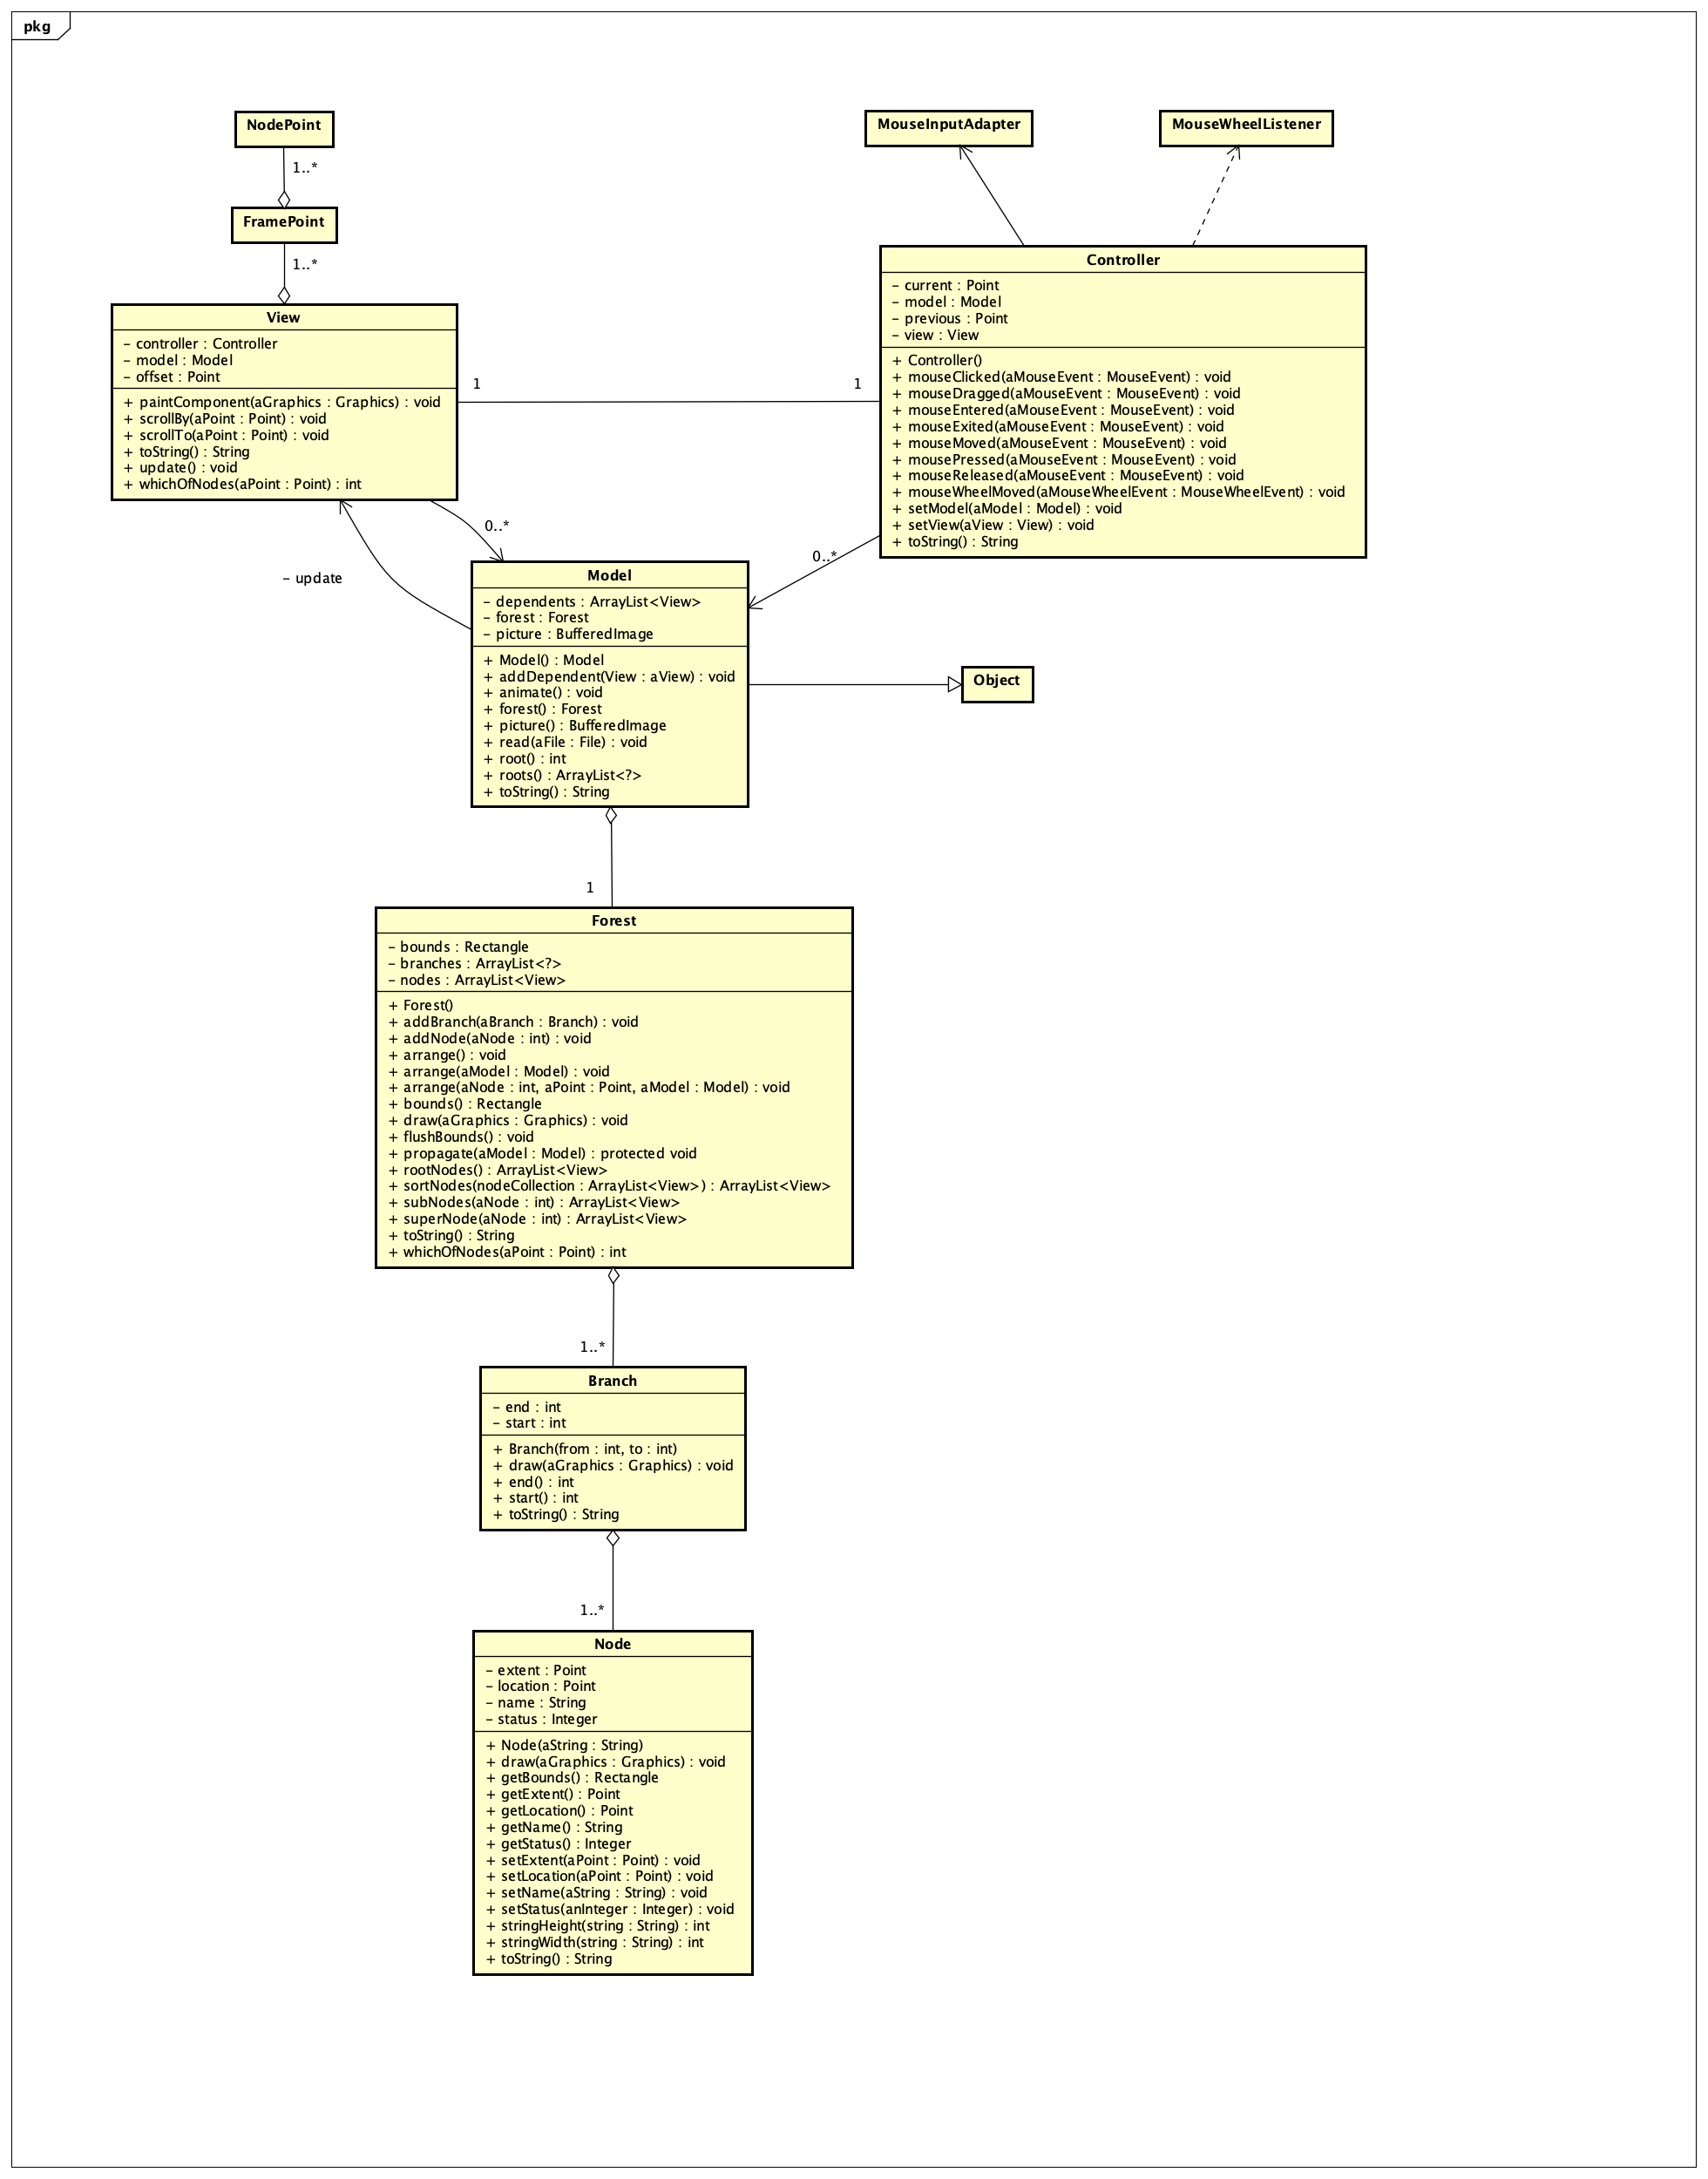 pkg
NodePoint
1..*
FramePoint
1..*
View
– controller : Controller
– model : Model
– offset : Point
+ paintComponent(aGraphics : Graphics) : void
+ scrollBy(aPoint : Point) : void
+ scrollTo(aPoint : Point) : void
+ toString() : String
+ update() : void
+ whichOfNodes(aPoint : Point) : int
MouseInputAdapter
MouseWheelListener
Controller
– current : Point
– model : Model
– previous : Point
– view : View
+ Controller()
+ mouseClicked(aMouseEvent : MouseEvent) : void
+ mouseDragged(aMouseEvent : MouseEvent) : void
+ mouseEntered(aMouseEvent : MouseEvent) : void
+ mouseExited(aMouseEvent : MouseEvent) : void
+ mouseMoved(aMouseEvent : MouseEvent) : void
+ mousePressed(aMouseEvent : MouseEvent) : void
+ mouseReleased(aMouseEvent : MouseEvent) : void
+ mouseWheelMoved(aMouseWheelEvent : MouseWheelEvent) : void
+ setModel(aModel : Model) : void
+ setView(aView : View) : void
+ toString() : String
1
1
0..*
0..*
– update
Model
– dependents : ArrayList<View>
– forest : Forest
– picture : BufferedImage
+ Model() : Model
+ addDependent(View : aView) : void
+ animate() : void
+ forest() : Forest
+ picture() : BufferedImage
+ read(aFile : File) : void
+ root() : int
+ roots() : ArrayList<?>
+ toString() : String
Object
1
Forest
– bounds : Rectangle
– branches : ArrayList<?>
– nodes : ArrayList<View>
+ Forest()
+ addBranch(aBranch : Branch) : void
+ addNode(aNode : int) : void
+ arrange() : void
+ arrange(aModel : Model) : void
+ arrange(aNode : int, aPoint : Point, aModel : Model) : void
+ bounds() : Rectangle
+ draw(aGraphics : Graphics) : void
+ flushBounds() : void
+ propagate(aModel : Model) : protected void
+ rootNodes() : ArrayList<View>
+ sortNodes(nodeCollection : ArrayList<View>) : ArrayList<View>
+ subNodes(aNode : int) : ArrayList<View>
+ superNode(aNode : int) : ArrayList<View>
+ toString() : String
+ whichOfNodes(aPoint : Point) : int
1..*
Branch
– end : int
– start : int
+ Branch(from : int, to : int)
+ draw(aGraphics : Graphics) : void
+ end() : int
+ start() : int
+ toString() : String
1..*
Node
– extent : Point
– location : Point
– name : String
– status : Integer
+ Node(aString : String)
+ draw(aGraphics : Graphics) : void
+ getBounds() : Rectangle
+ getExtent() : Point
+ getLocation() : Point
+ getName() : String
+ getStatus() : Integer
+ setExtent(aPoint : Point) : void
+ setLocation(aPoint : Point) : void
+ setName(aString : String) : void
+ setStatus(anInteger : Integer) : void
+ stringHeight(string : String) : int
+ stringWidth(string : String) : int
+ toString() : String